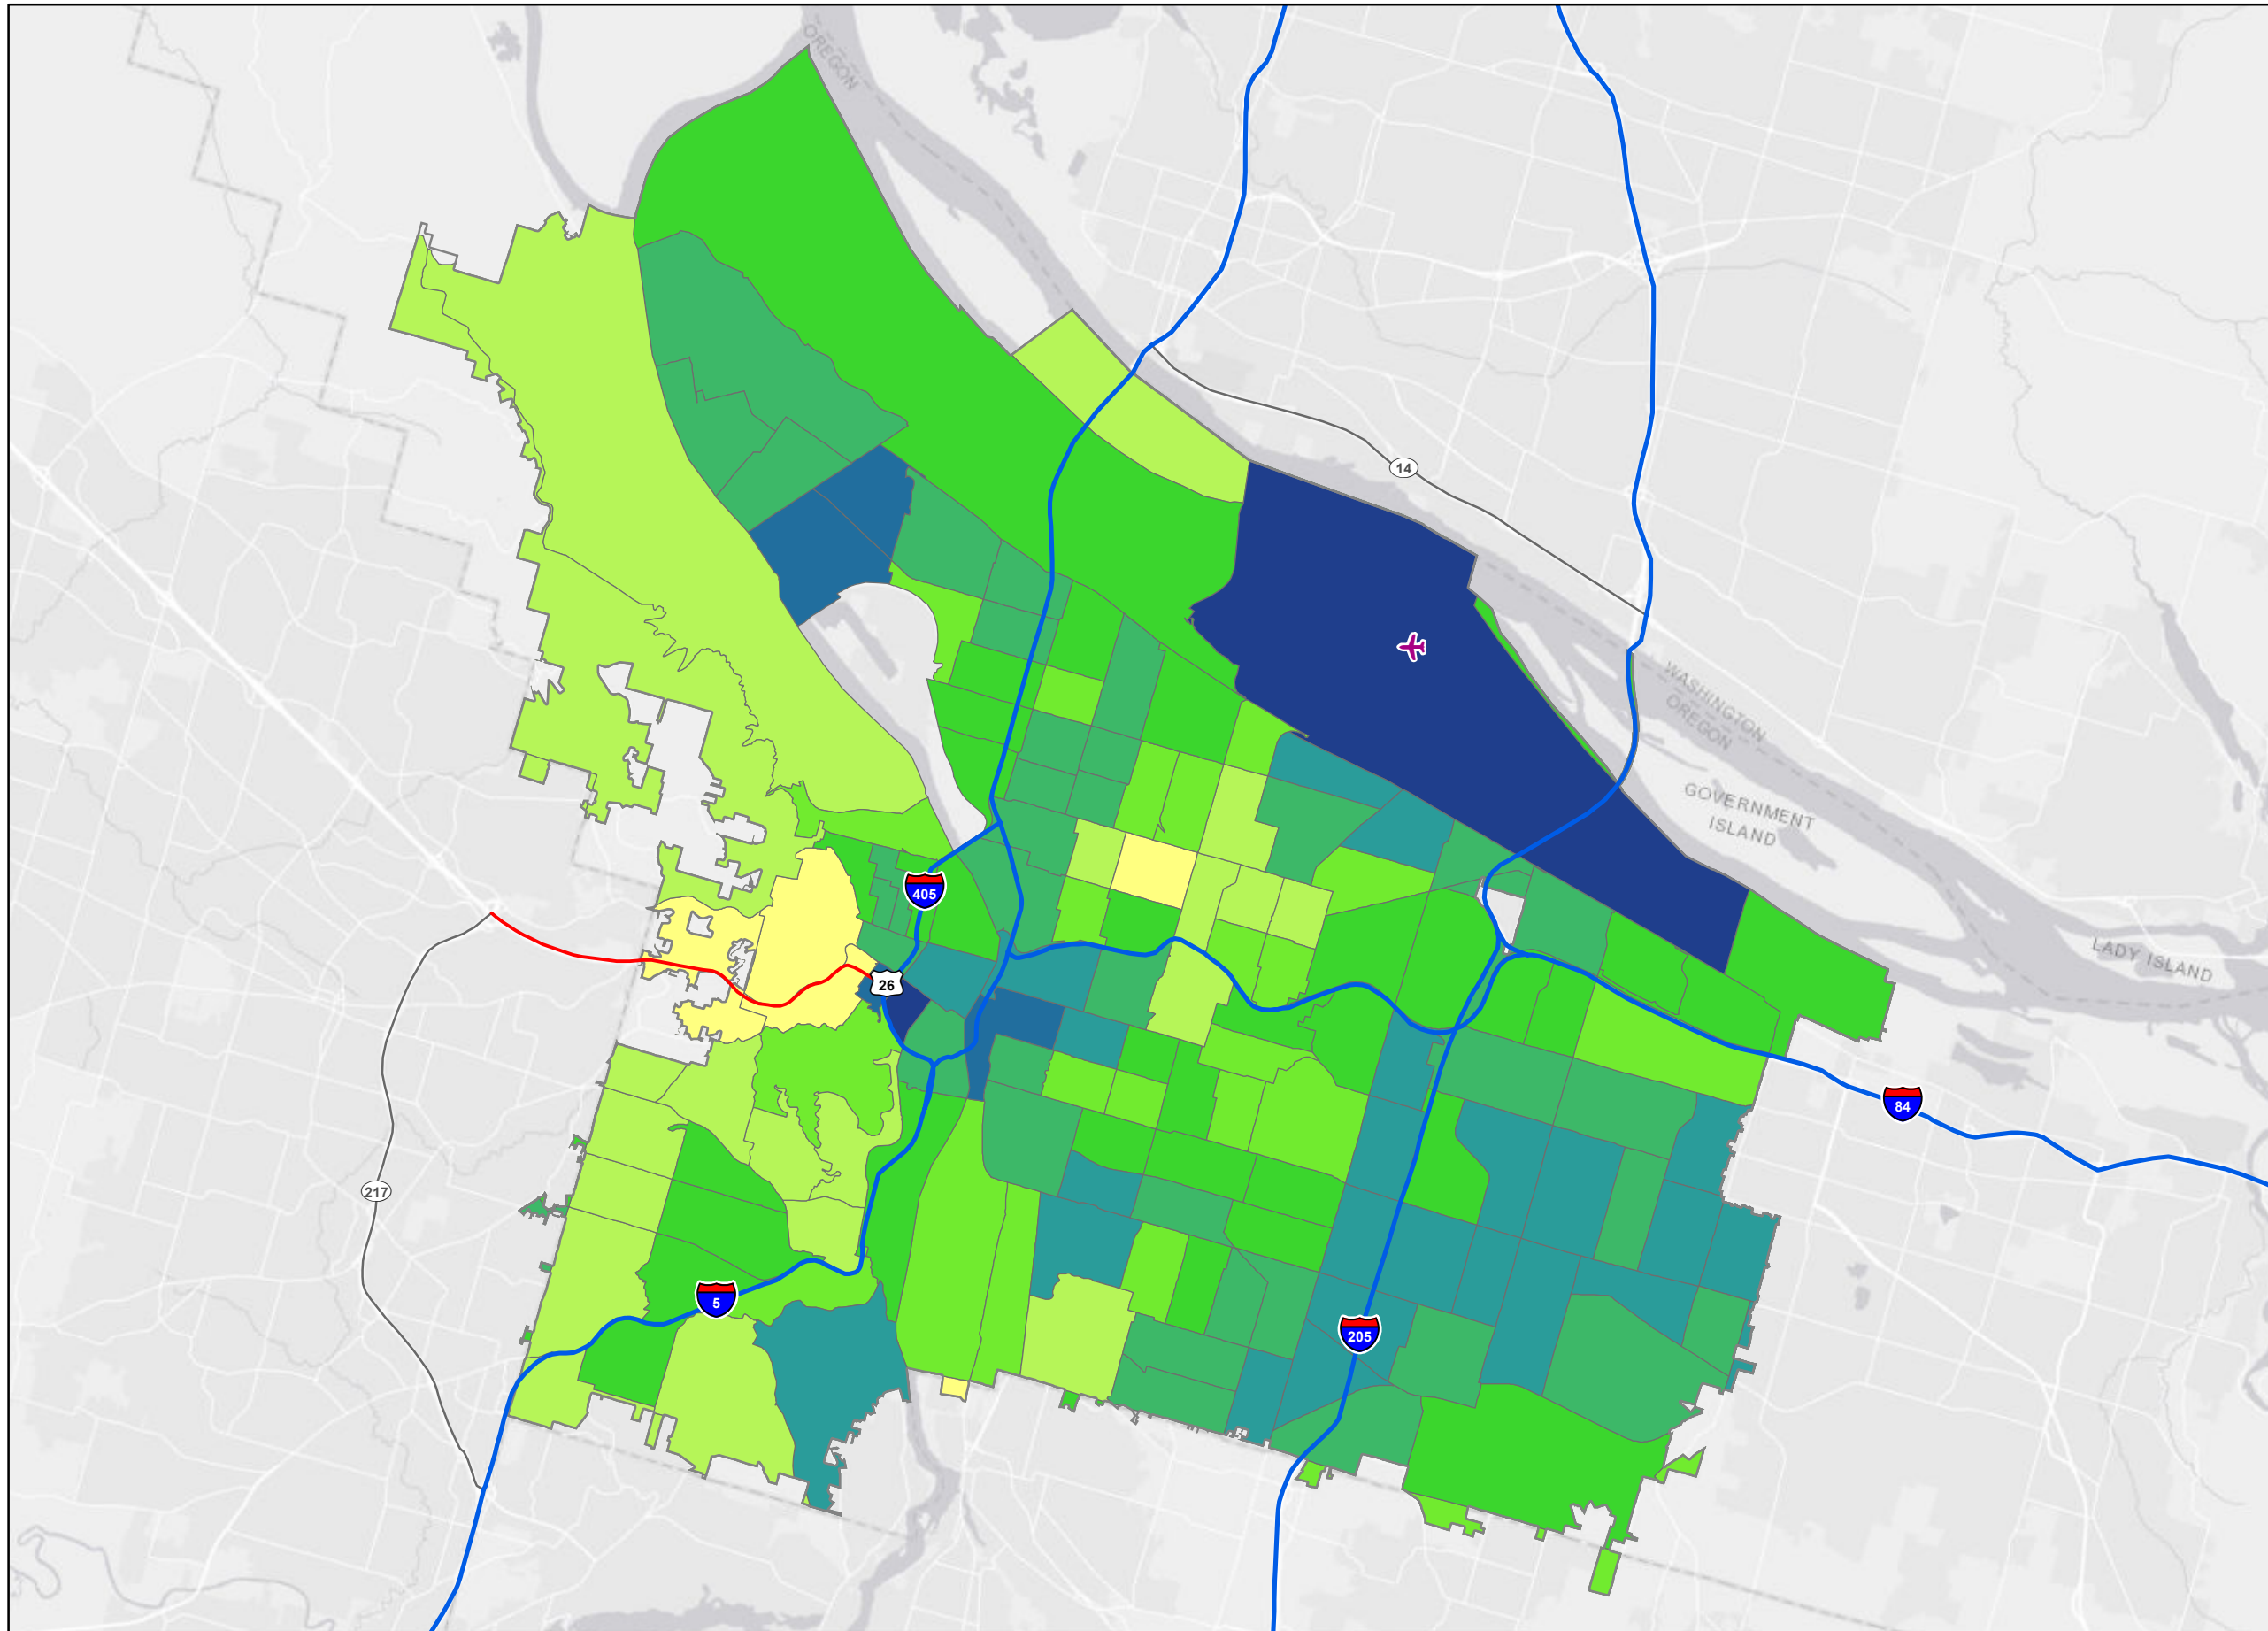 OREGON
14
WASHINGTON
OREGON
GOVERNMENT
ISLAND
405
LADY ISLAND
26
84
217
5
205